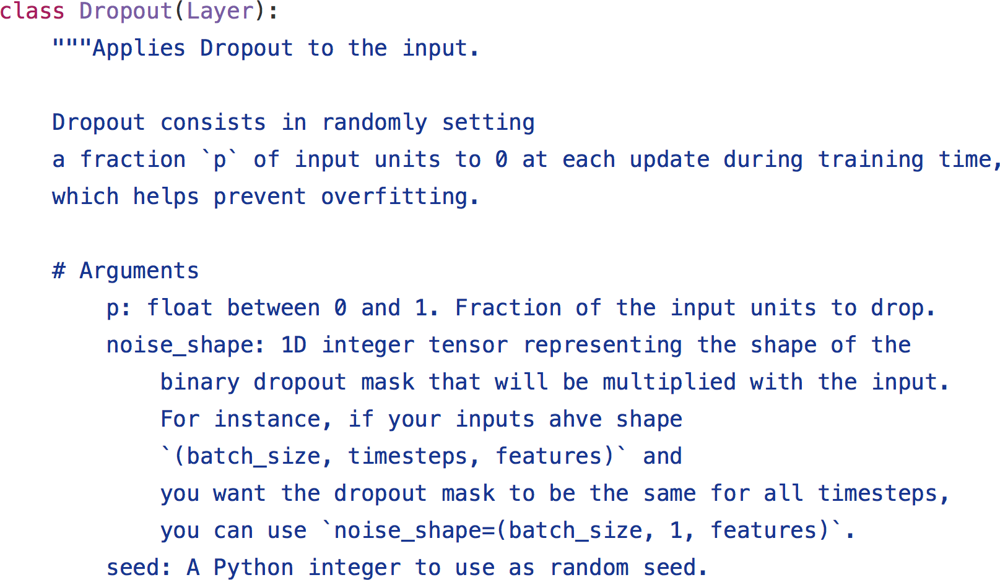 class Dropout(Layer):
"""Applies Dropout to the input.
Dropout consists in randomly setting
a fraction `p` of input units to 0 at each update during training time,
which helps prevent overfitting.
# Arguments
p: float between 0 and 1. Fraction of the input units to drop.
noise_shape: 1D integer tensor representing the shape of the
binary dropout mask that will be multiplied with the input.
For instance, if your inputs ahve shape
`(batch_size, timesteps, features)` and
you want the dropout mask to be the same for all timesteps,
you can use `noise_shape=(batch_size, 1, features)`.
seed: A Python integer to use as random seed.